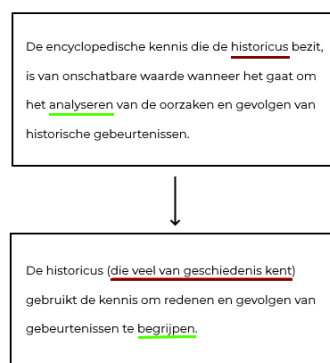 De encyclopedische kennis die de historicus bezit,
is van onschatbare waarde wanneer het gaat om
het analyseren van de oorzaken en gevolgen van
historische gebeurtenissen.
De historicus (die veel van geschiedenis kent)
gebruikt de kennis om redenen en gevolgen van
gebeurtenissen te begrijpen.